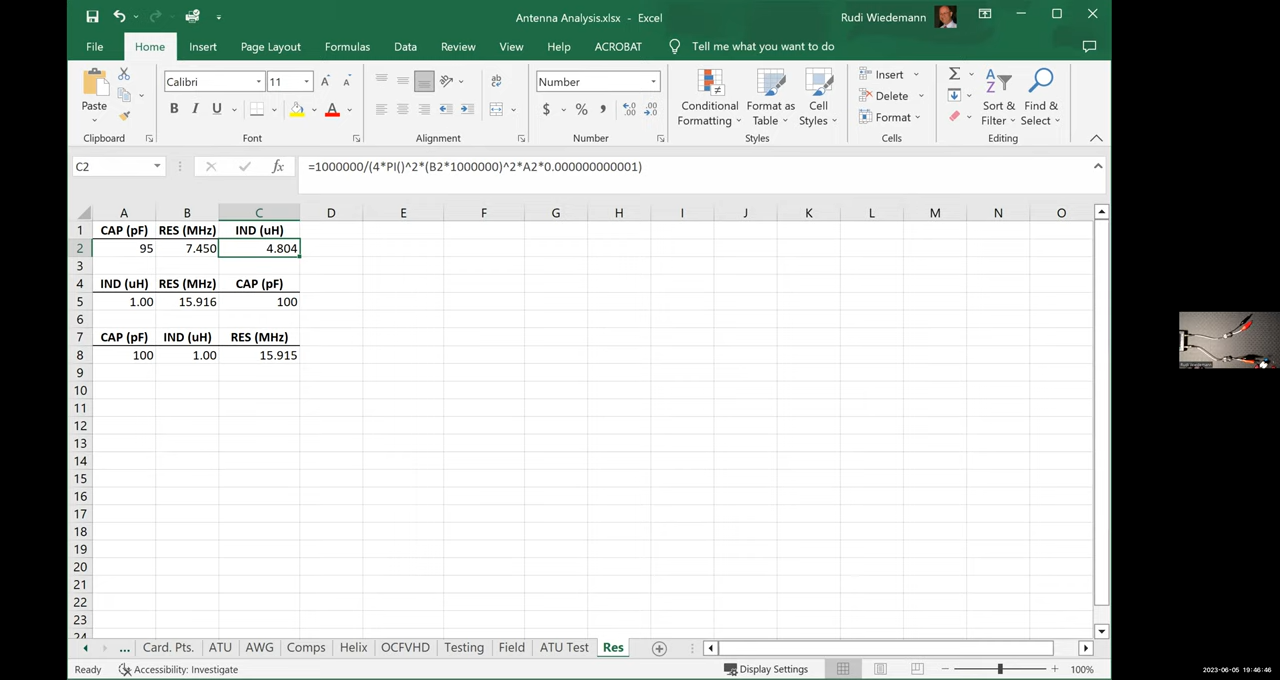 Antenna Analysis.xlsx - Excel
Rudi Wiedemann
File Home Insert Page Layout Formulas Data Review View Help ACROBAT Tell me what you want to do
Paste
Calibri 11
Number
Conditional Formatting
Format as Table
Cell Styles
Insert
Delete
Format
Sort & Filter
Find & Select
Clipboard Font Alignment Number Styles Cells Editing
C2 fx =1000000/(4*PI()^2*(B2*1000000)^2*A2*0.000000000001)
A B C D E F G H I J K L M N O
1 CAP (pF) RES (MHz) IND (uH)
2 95 7.450 4.804
3
4 IND (uH) RES (MHz) CAP (pF)
5 1.00 15.916 100
6
7 CAP (pF) IND (uH) RES (MHz)
8 100 1.00 15.915
9
10
11
12
13
14
15
16
17
18
19
20
21
22
23
24
... Card. Pts. ATU AWG Comps Helix OCFVHD Testing Field ATU Test Res
Ready Accessibility: Investigate Display Settings 100%
2023-06-05 19:46:46